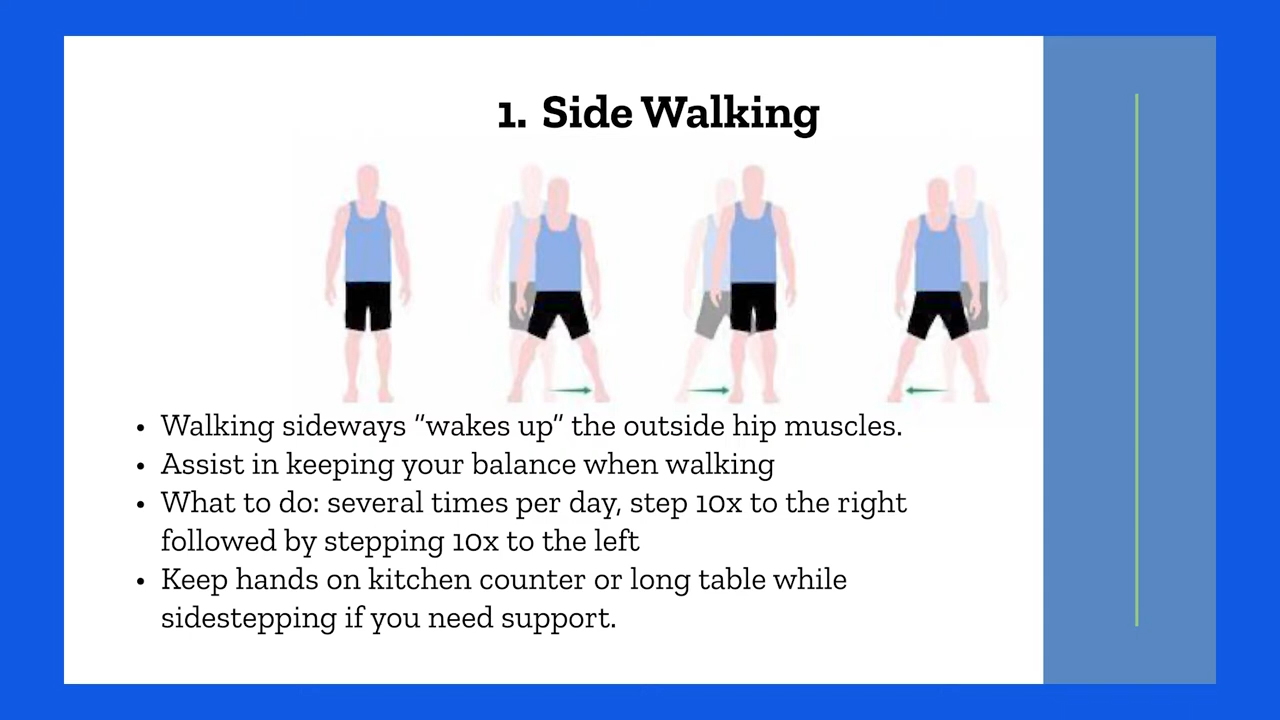 1. Side Walking
• Walking sideways "wakes up" the outside hip muscles.
• Assist in keeping your balance when walking
• What to do: several times per day, step 10x to the right
followed by stepping 10x to the left
• Keep hands on kitchen counter or long table while
sidestepping if you need support.